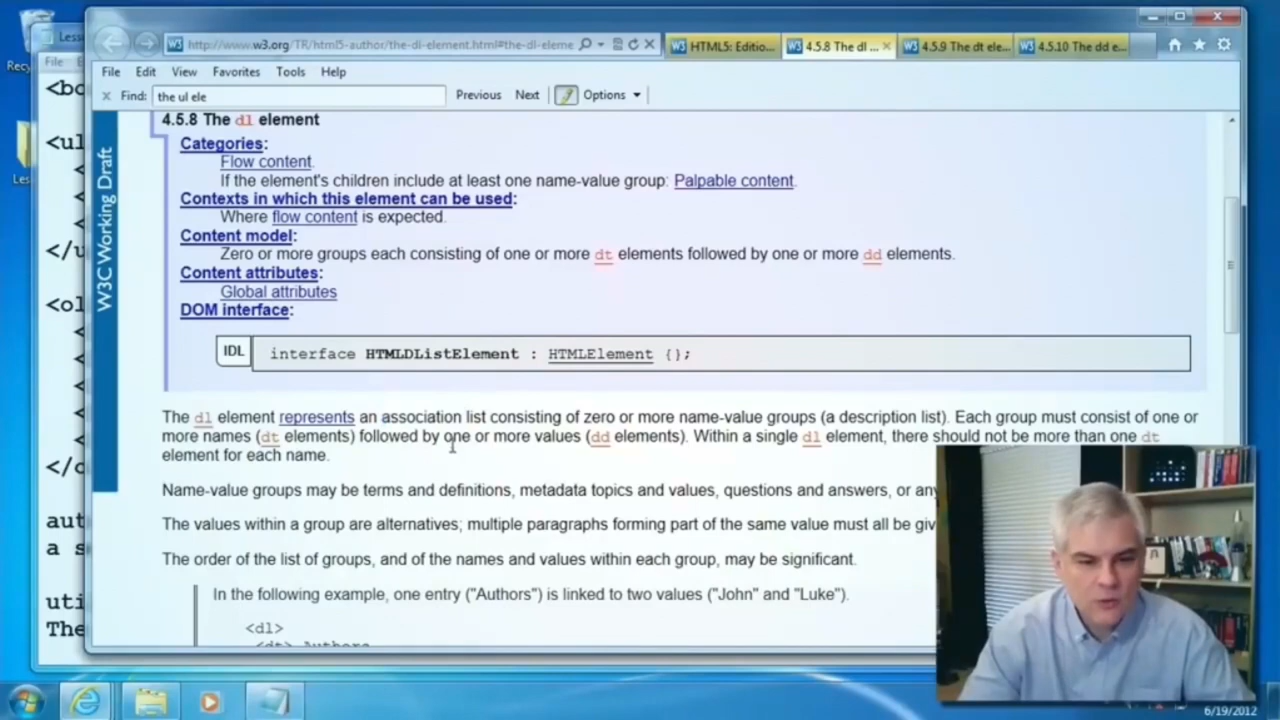 Recy
Less
File
http://www.w3.org/TR/html5-author/the-dl-element.html#the-dl-eleme
HTML5: Editio...
4.5.8 The dl ...
4.5.9 The dt ele...
4.5.10 The dd e...
File Edit View Favorites Tools Help
Find: the ul ele Previous Next Options
<bo
<ul
<
<
<
</u
<ol
<
<
<
<
<
</o
aut
a s
uti
The
Les
W3C Working Draft
4.5.8 The dl element
Categories:
Flow content.
If the element's children include at least one name-value group: Palpable content.
Contexts in which this element can be used:
Where flow content is expected.
Content model:
Zero or more groups each consisting of one or more dt elements followed by one or more dd elements.
Content attributes:
Global attributes
DOM interface:
IDL interface HTMLDListElement : HTMLElement {};
The dl element represents an association list consisting of zero or more name-value groups (a description list). Each group must consist of one or
more names (dt elements) followed by one or more values (dd elements). Within a single dl element, there should not be more than one dt
element for each name.
Name-value groups may be terms and definitions, metadata topics and values, questions and answers, or any
The values within a group are alternatives; multiple paragraphs forming part of the same value must all be giv
The order of the list of groups, and of the names and values within each group, may be significant.
In the following example, one entry ("Authors") is linked to two values ("John" and "Luke").
<dl>
<dt> Authors
6/19/2012